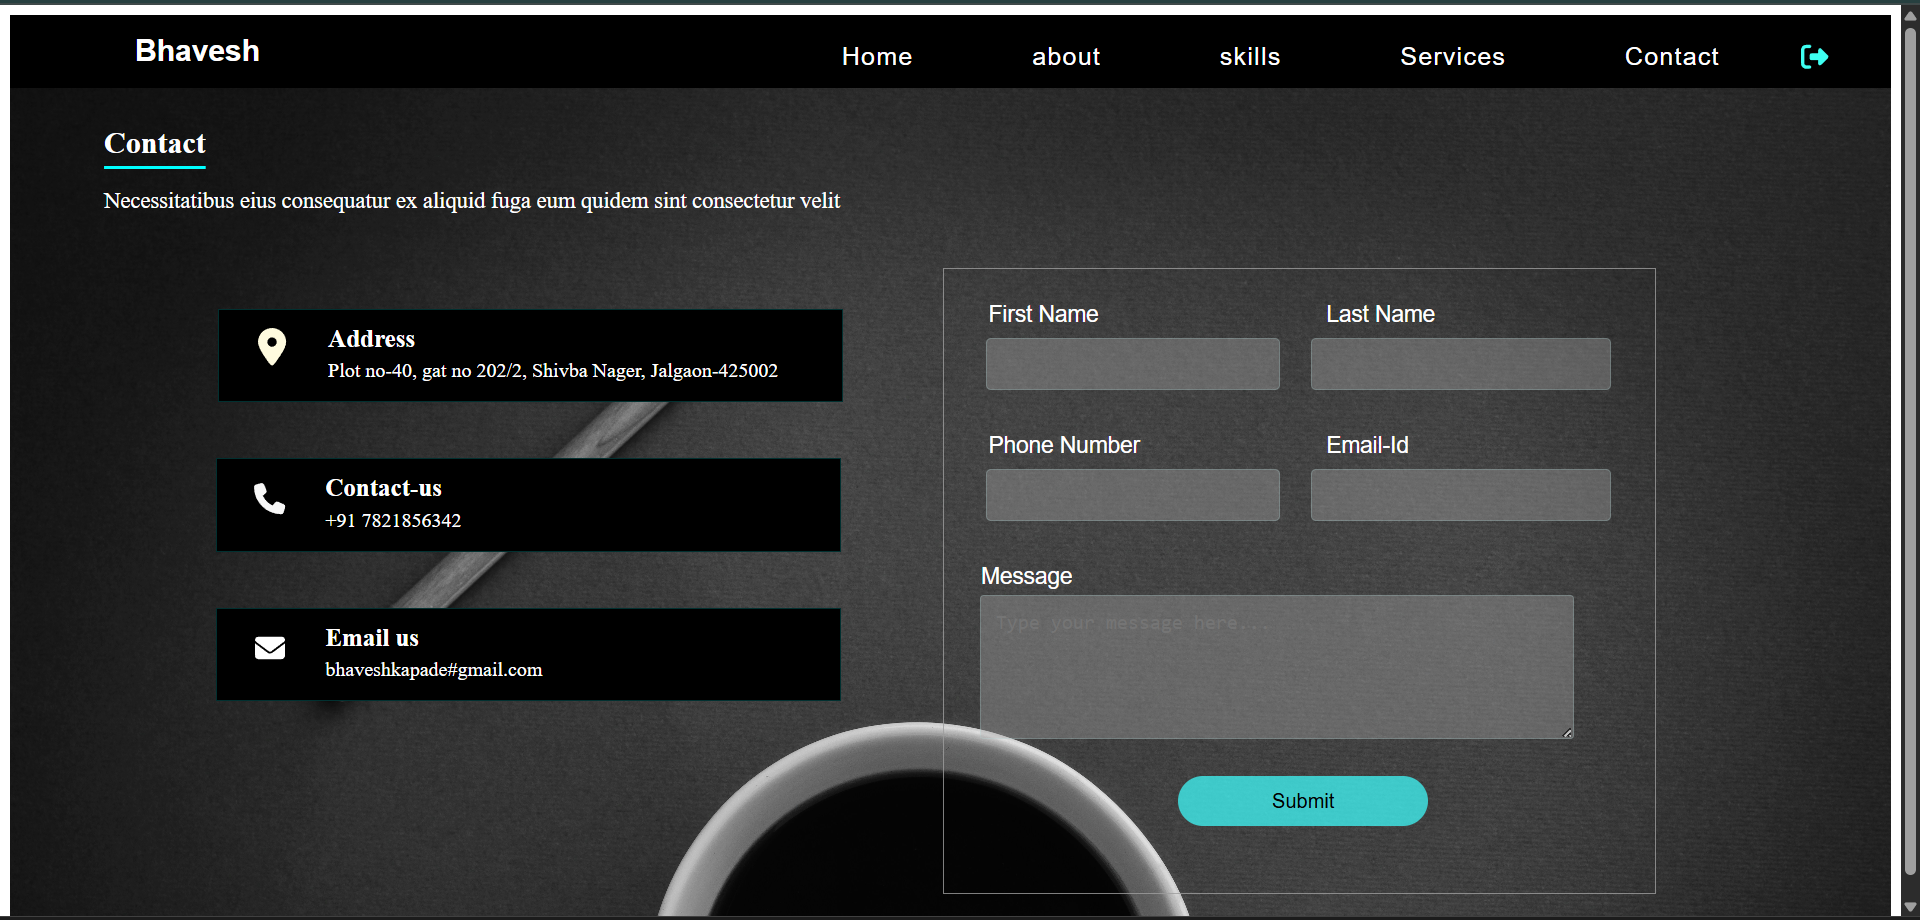 Bhavesh
Home about skills Services Contact
Contact
Necessitatibus eius consequatur ex aliquid fuga eum quidem sint consectetur velit
Address
Plot no-40, gat no 202/2, Shivba Nager, Jalgaon-425002
Contact-us
+91 7821856342
Email us
bhaveshkapade#gmail.com
First Name Last Name
Phone Number Email-Id
Message
Type your message here...
Submit